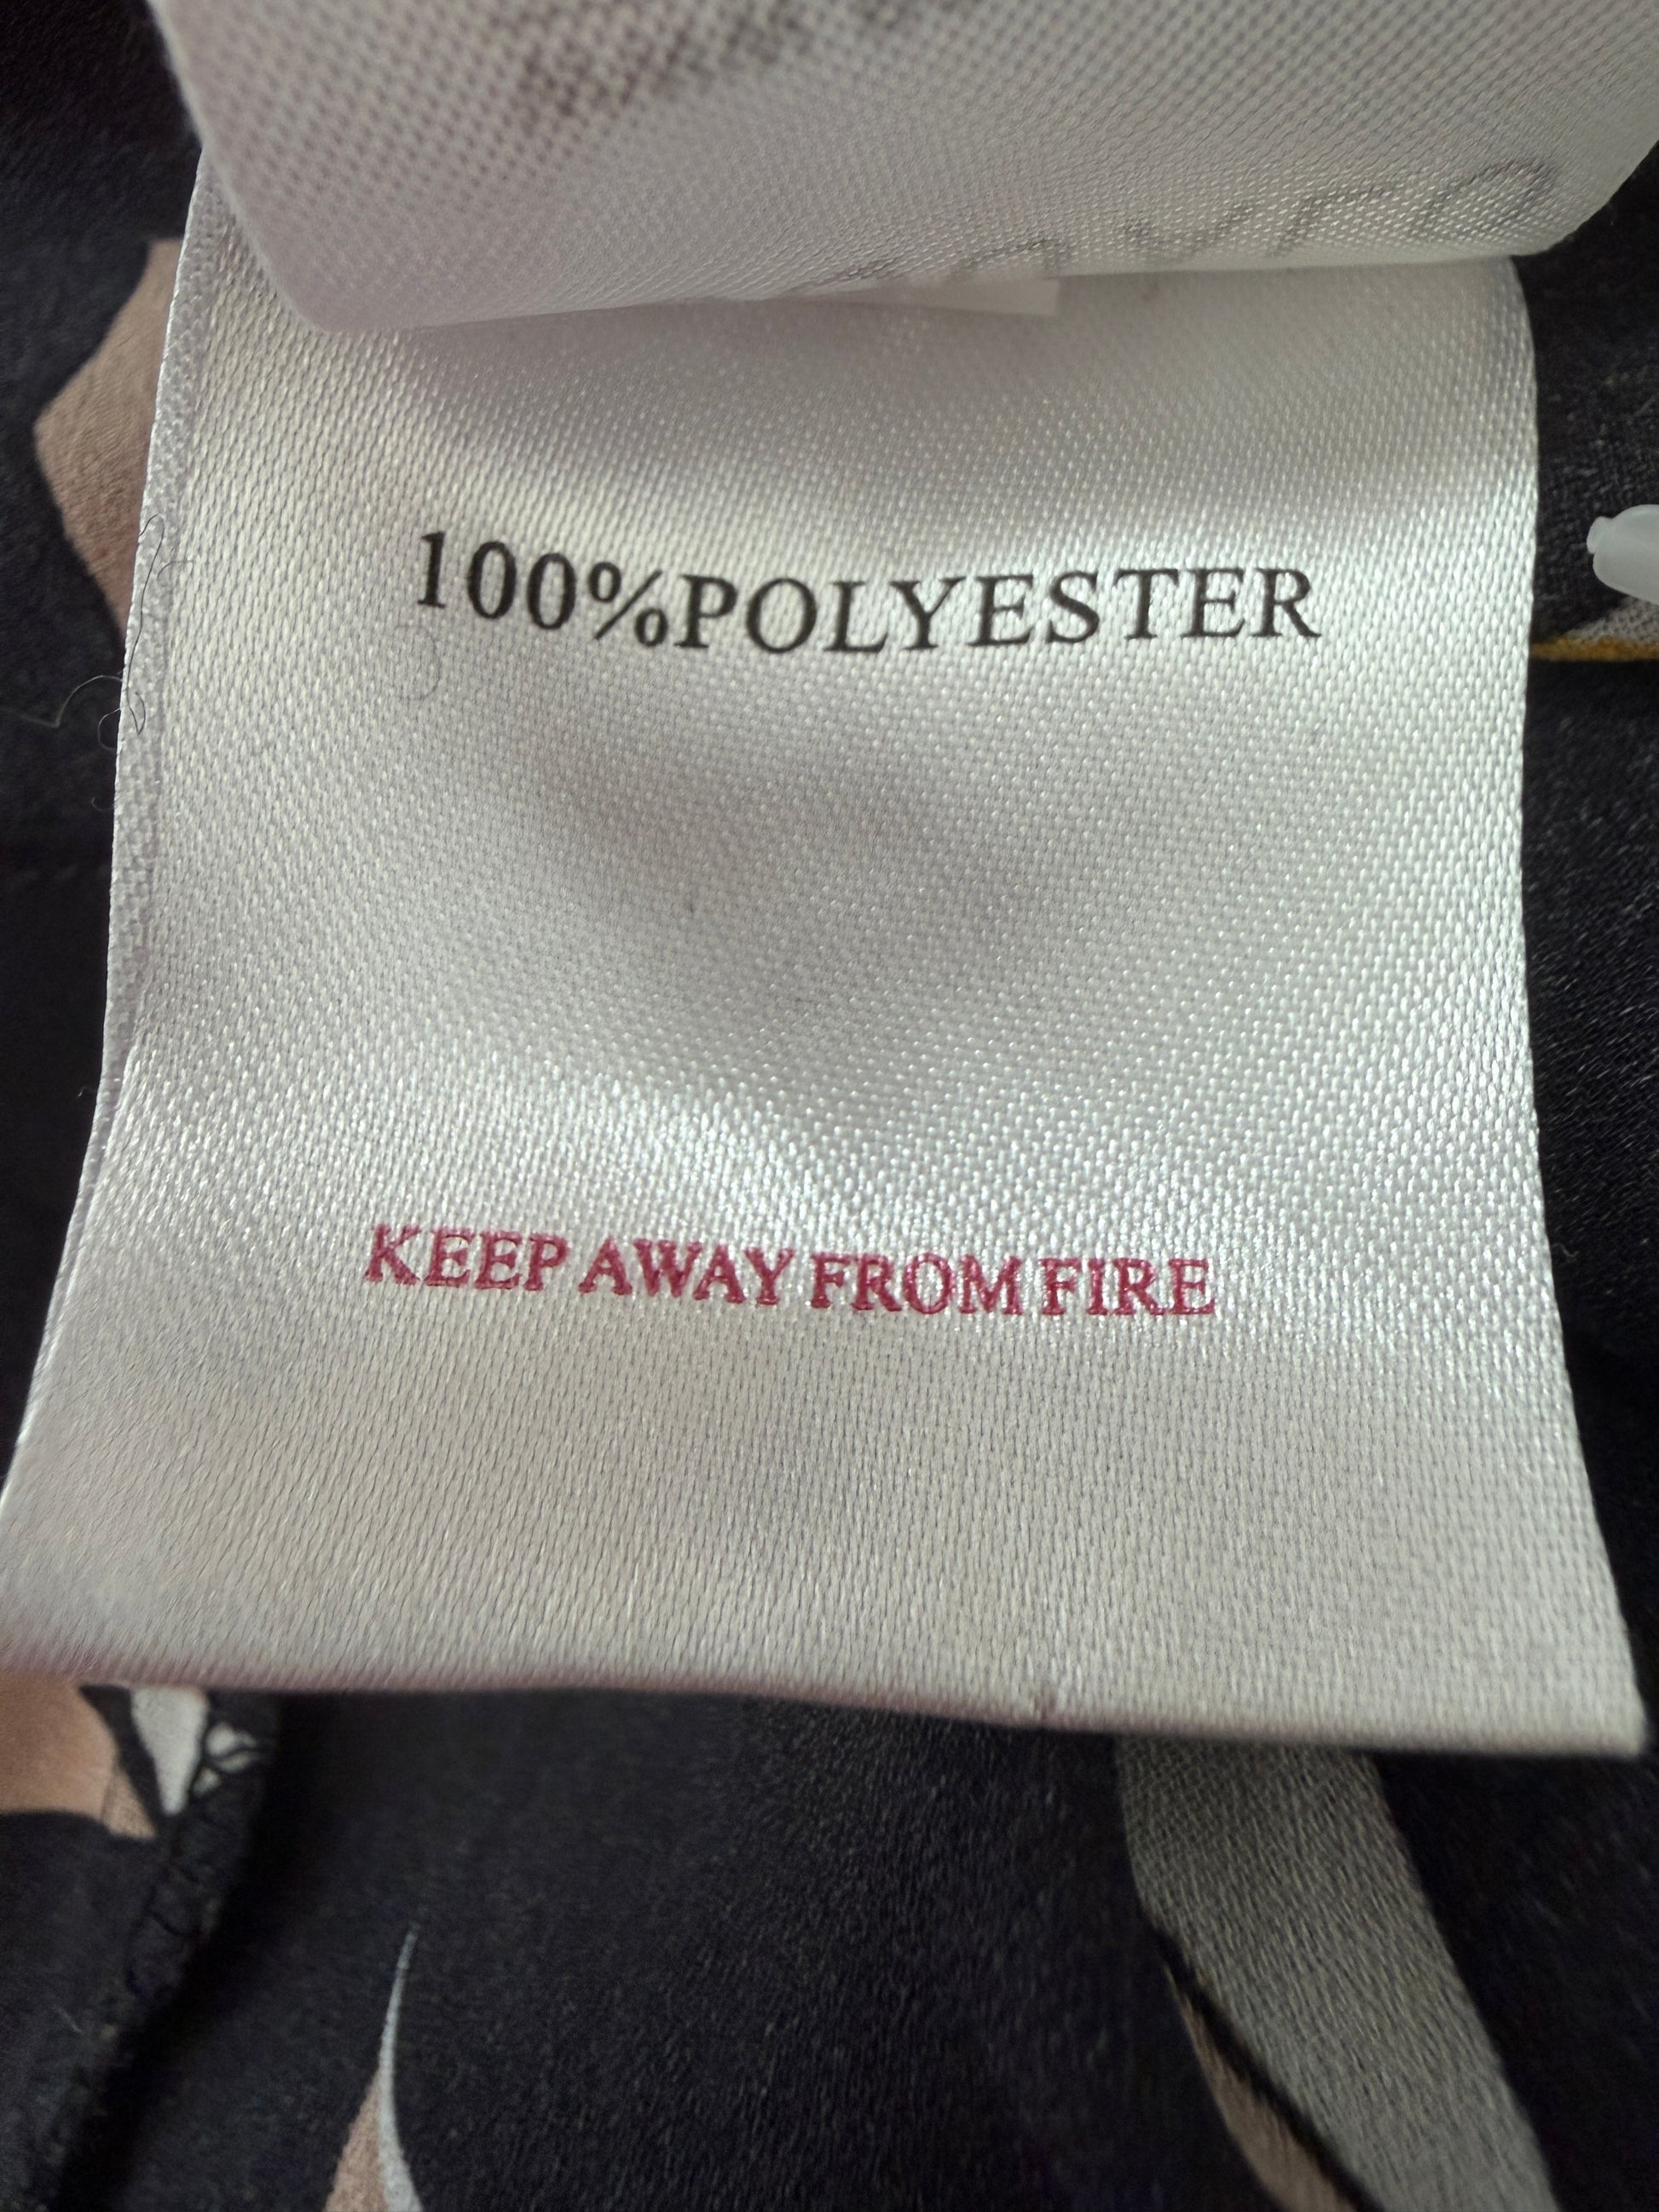 100%POLYESTER
KEEP AWAY FROM FIRE